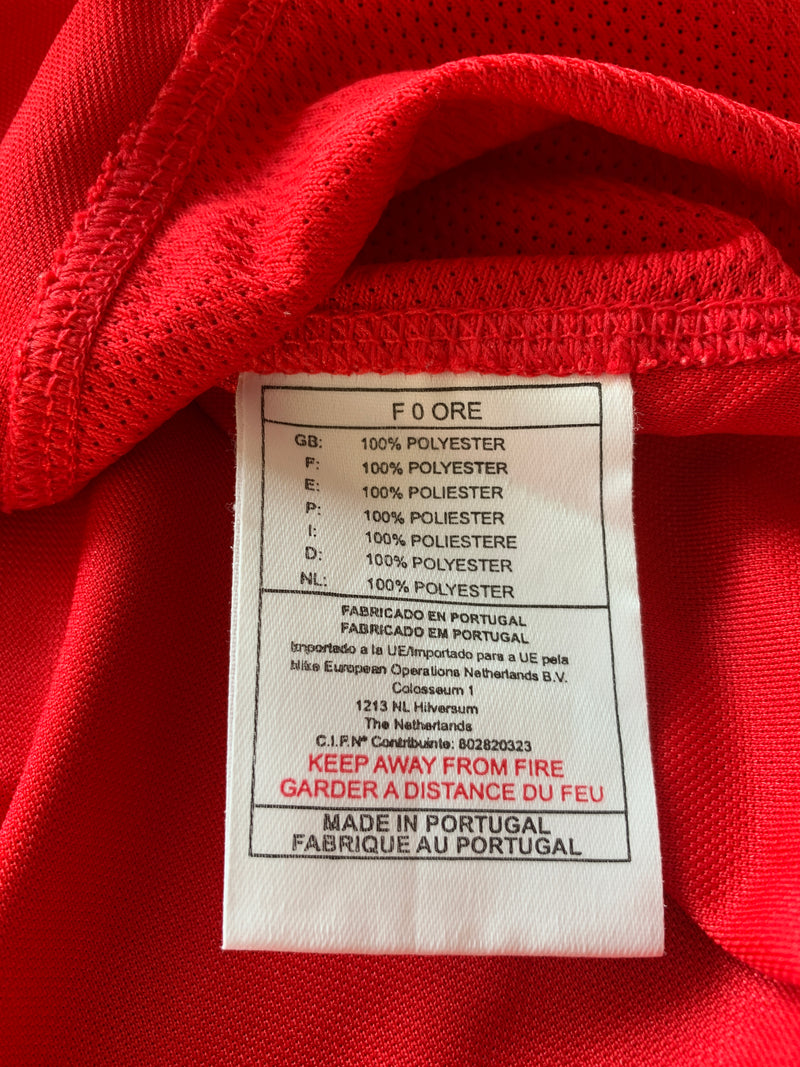 F 0 ORE
GB: 100% POLYESTER
F: 100% POLYESTER
E: 100% POLIESTER
P: 100% POLIESTER
I: 100% POLIESTERE
D: 100% POLYESTER
NL: 100% POLYESTER
FABRICADO EN PORTUGAL
FABRICADO EM PORTUGAL
Importado a la UE/Importado para a UE pela
Nike European Operations Netherlands B.V.
Colosseum 1
1213 NL Hilversum
The Netherlands
C.I.F.Nº Contribuinte: 802820323
KEEP AWAY FROM FIRE
GARDER A DISTANCE DU FEU
MADE IN PORTUGAL
FABRIQUE AU PORTUGAL